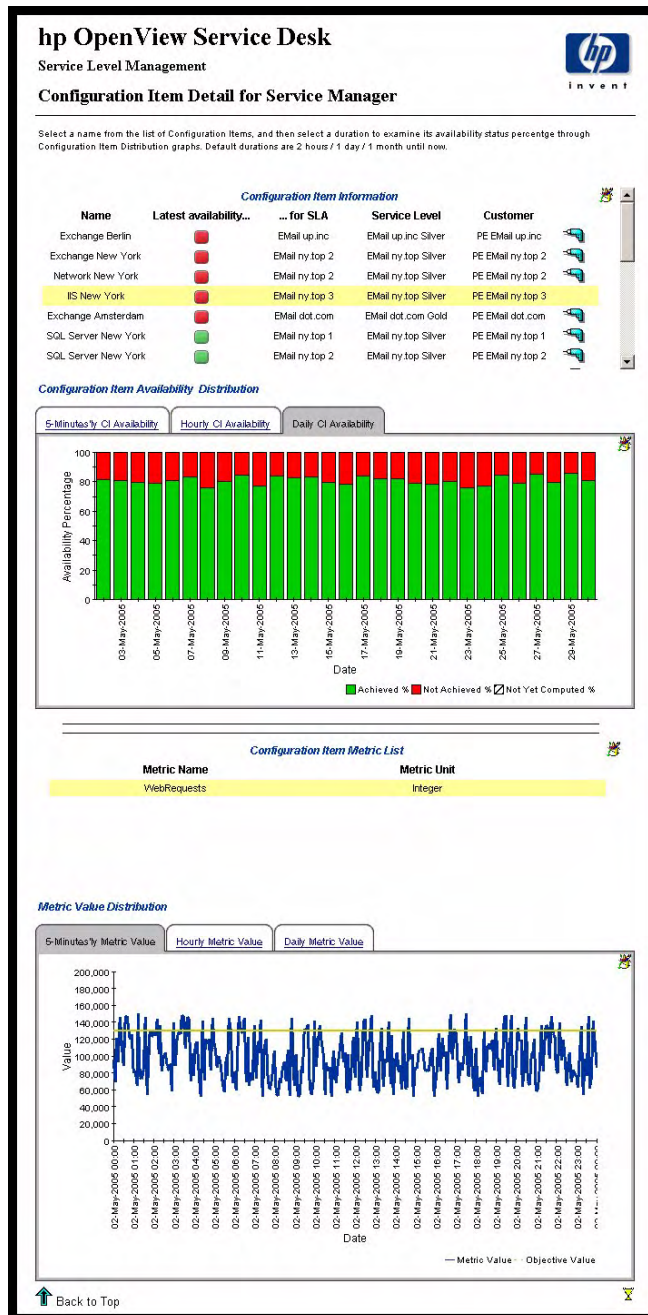 hp OpenView Service Desk
Service Level Management
Configuration Item Detail for Service Manager
hp
invent
Select a name from the list of Configuration Items, and then select a duration to examine its availability status percentge through
Configuration Item Distribution graphs. Default durations are 2 hours / 1 day / 1 month until now.
Configuration Item Information
Name Latest availability... ... for SLA Service Level Customer
Exchange Berlin EMail up.inc EMail up.inc Silver PE EMail up.inc
Exchange New York EMail ny.top 2 EMail ny.top Silver PE EMail ny.top 2
Network New York EMail ny.top 2 EMail ny.top Silver PE EMail ny.top 2
IIS New York EMail ny.top 3 EMail ny.top Silver PE EMail ny.top 3
Exchange Amsterdam EMail dot.com EMail dot.com Gold PE EMail dot.com
SQL Server New York EMail ny.top 1 EMail ny.top Silver PE EMail ny.top 1
SQL Server New York EMail ny.top 2 EMail ny.top Silver PE EMail ny.top 2
Configuration Item Availability Distribution
5-Minutes'ly CI Availability Hourly CI Availability Daily CI Availability
100
80
60
40
20
0
Availability Percentage
03-May-2005 05-May-2005 07-May-2005 09-May-2005 11-May-2005 13-May-2005 15-May-2005 17-May-2005 19-May-2005 21-May-2005 23-May-2005 25-May-2005 27-May-2005 29-May-2005
Date
Achieved % Not Achieved % Not Yet Computed %
Configuration Item Metric List
Metric Name Metric Unit
WebRequests Integer
Metric Value Distribution
5-Minutes'ly Metric Value Hourly Metric Value Daily Metric Value
200,000
180,000
160,000
140,000
120,000
100,000
80,000
60,000
40,000
20,000
0
Value
02-May-2005 00:00 02-May-2005 01:00 02-May-2005 02:00 02-May-2005 03:00 02-May-2005 04:00 02-May-2005 05:00 02-May-2005 06:00 02-May-2005 07:00 02-May-2005 08:00 02-May-2005 09:00 02-May-2005 10:00 02-May-2005 11:00 02-May-2005 12:00 02-May-2005 13:00 02-May-2005 14:00 02-May-2005 15:00 02-May-2005 16:00 02-May-2005 17:00 02-May-2005 18:00 02-May-2005 19:00 02-May-2005 20:00 02-May-2005 21:00 02-May-2005 22:00 02-May-2005 23:00
Date
Metric Value Objective Value
Back to Top